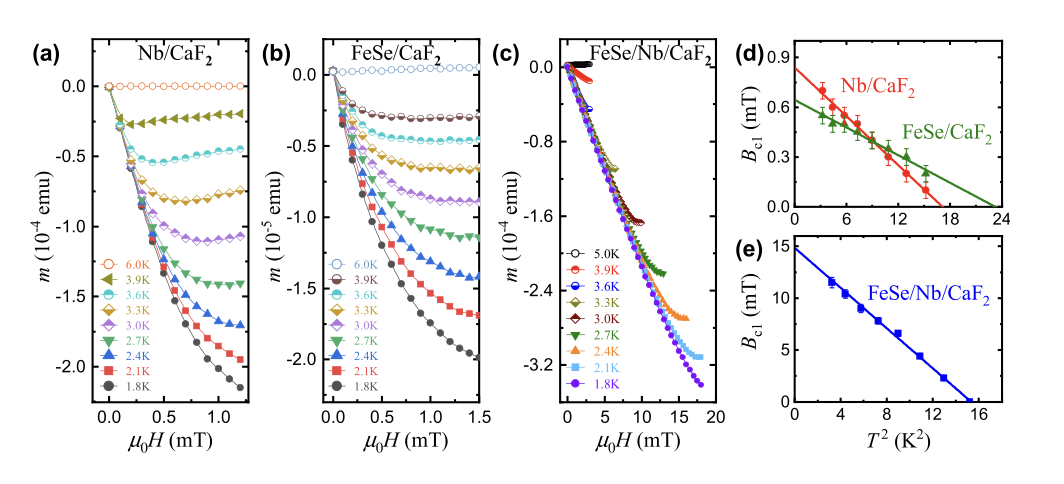 (a) Nb/CaF2
m (10-4 emu)
0.0
-0.5
-1.0
-1.5
-2.0
6.0K
3.9K
3.6K
3.3K
3.0K
2.7K
2.4K
2.1K
1.8K
0.0 0.5 1.0
μ0H (mT)
(b) FeSe/CaF2
m (10-5 emu)
0.0
-0.5
-1.0
-1.5
-2.0
6.0K
3.9K
3.6K
3.3K
3.0K
2.7K
2.4K
2.1K
1.8K
0.0 0.5 1.0 1.5
μ0H (mT)
(c) FeSe/Nb/CaF2
m (10-4 emu)
0.0
-0.8
-1.6
-2.4
-3.2
5.0K
3.9K
3.6K
3.3K
3.0K
2.7K
2.4K
2.1K
1.8K
0 5 10 15
μ0H (mT)
(d)
Bc1 (mT)
0.9
0.6
0.3
0.0
Nb/CaF2
FeSe/CaF2
0 6 12 18 24
(e)
Bc1 (mT)
15
10
5
0
FeSe/Nb/CaF2
0 4 8 12 16
T2 (K2)